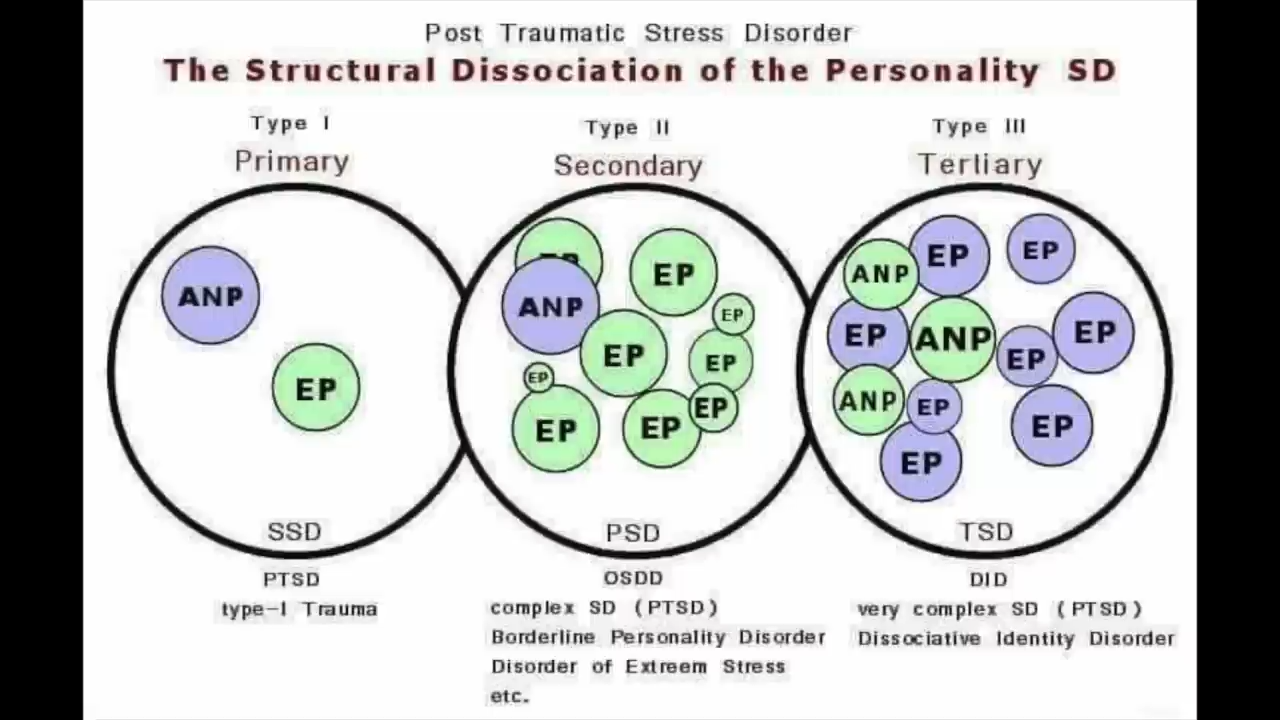 Post Traumatic Stress Disorder
The Structural Dissociation of the Personality SD
Type I
Primary
ANP
EP
SSD
PTSD
type-I Trauma
Type II
Secondary
EP
ANP
EP
EP
EP
EP
EP
EP
EP
EP
PSD
OSDD
complex SD (PTSD)
Borderline Personality Disorder
Disorder of Extreem Stress
etc.
Type III
Tertiary
ANP
EP
EP
EP
ANP
EP
EP
ANP
EP
EP
EP
TSD
DID
very complex SD (PTSD)
Dissociative Identity Disorder